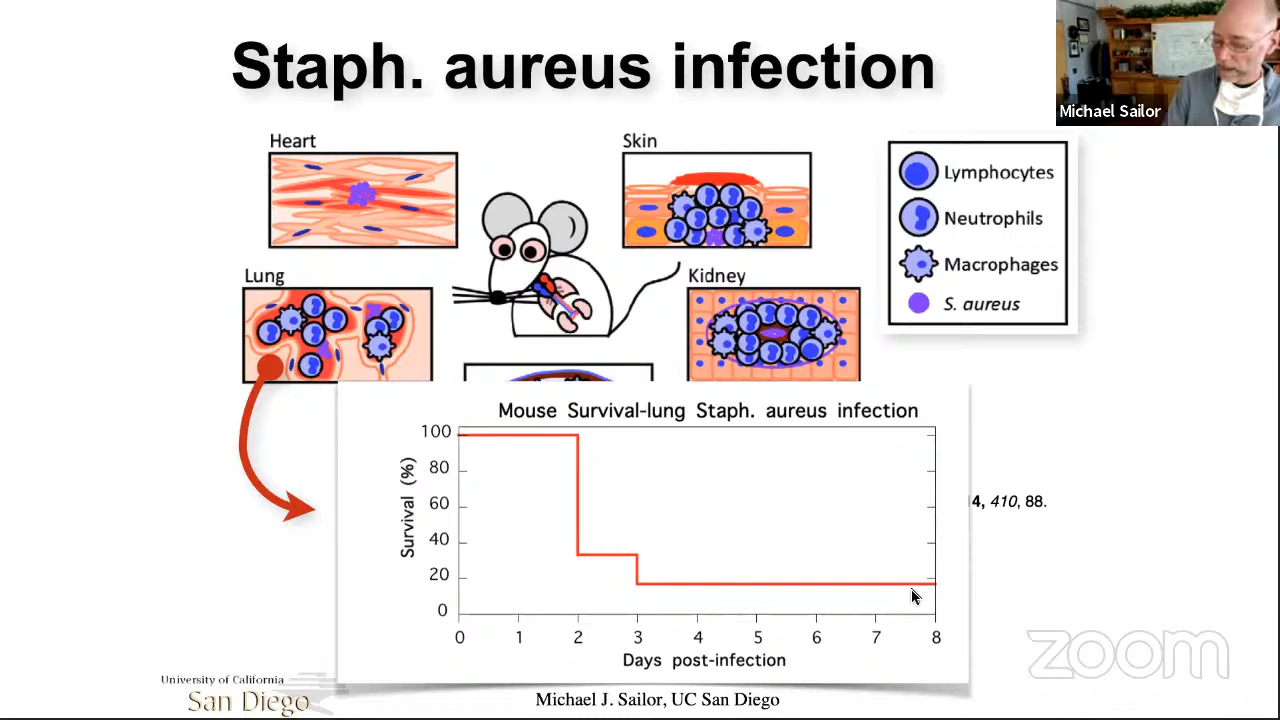 Staph. aureus infection
Michael Sailor
Heart
Skin
Lymphocytes
Neutrophils
Macrophages
S. aureus
Lung
Kidney
Mouse Survival-lung Staph. aureus infection
Survival (%)
100
80
60
40
20
0
0 1 2 3 4 5 6 7 8
Days post-infection
4, 410, 88.
zoom
University of California
San Diego
Michael J. Sailor, UC San Diego